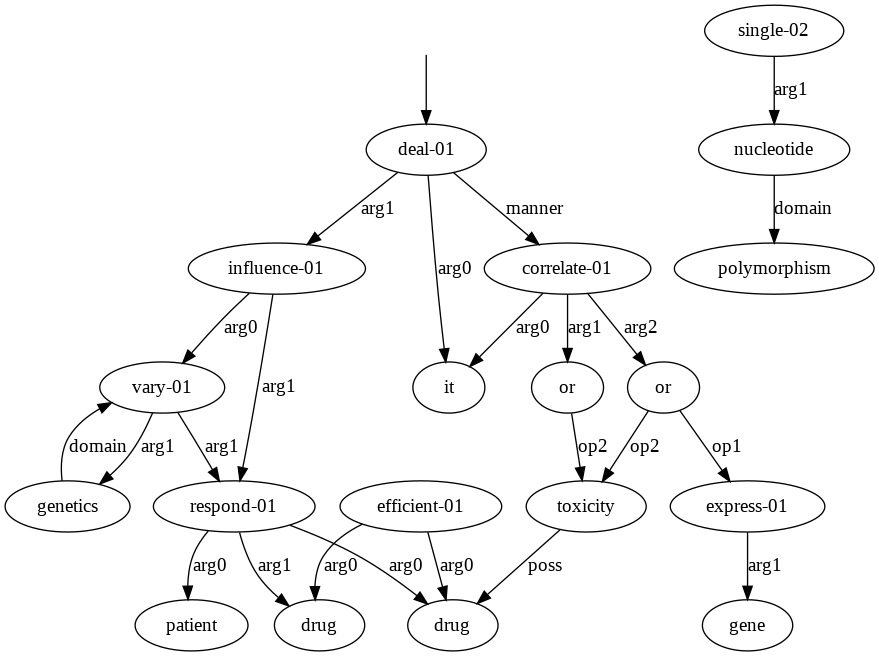 single-02
arg1
deal-01
nucleotide
arg1
manner
domain
arg0
influence-01
correlate-01
polymorphism
arg0
arg0
arg1
arg2
arg1
vary-01
it
or
or
domain
arg1
arg1
op2
op2
op1
genetics
respond-01
efficient-01
toxicity
express-01
arg0
arg1
arg0
arg0
arg0
poss
arg1
patient
drug
drug
gene